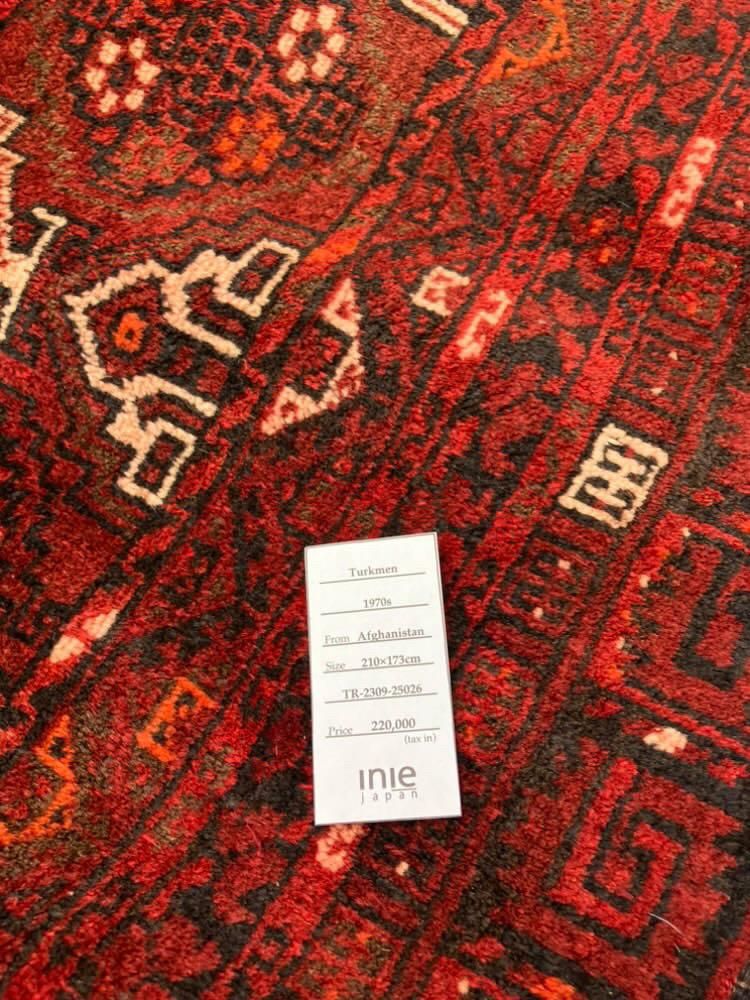 Turkmen
1970s
From Afghanistan
Size 210×173cm
TR-2309-25026
Price 220,000
(tax in)
inie
japan